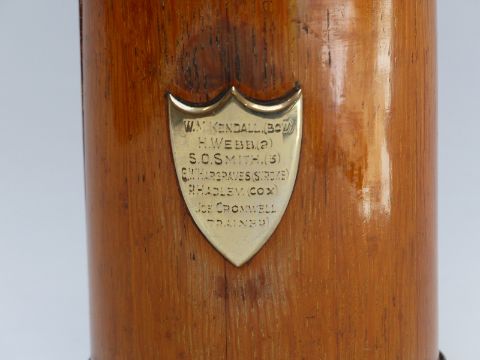 W.M. KENDALL. (BOW)
H. WEBB. (2)
S.O. SMITH. (3)
G.H. HARGRAVES (STROKE)
P. HADLEY. (COX)
JOE CROMWELL
TRAINER)